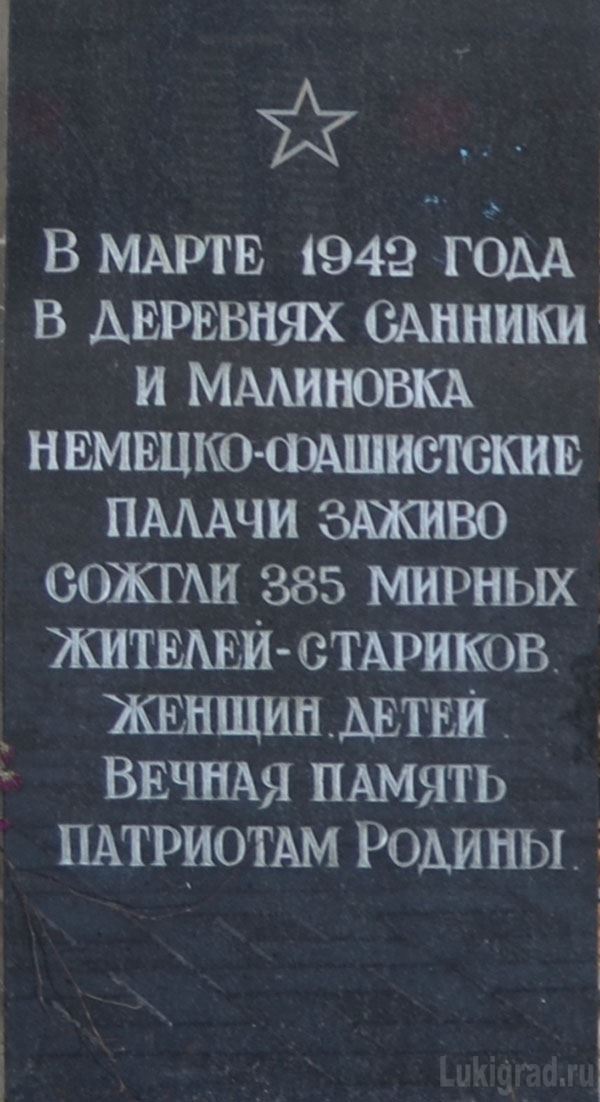 В МАРТЕ 1942 ГОДА
В ДЕРЕВНЯХ САННИКИ
И МАЛИНОВКА
НЕМЕЦКО-ФАШИСТСКИЕ
ПАЛАЧИ ЗАЖИВО
СОЖГЛИ 385 МИРНЫХ
ЖИТЕЛЕЙ-СТАРИКОВ.
ЖЕНЩИН.ДЕТЕЙ.
ВЕЧНАЯ ПАМЯТЬ
ПАТРИОТАМ РОДИНЫ.
Lukigrad.ru